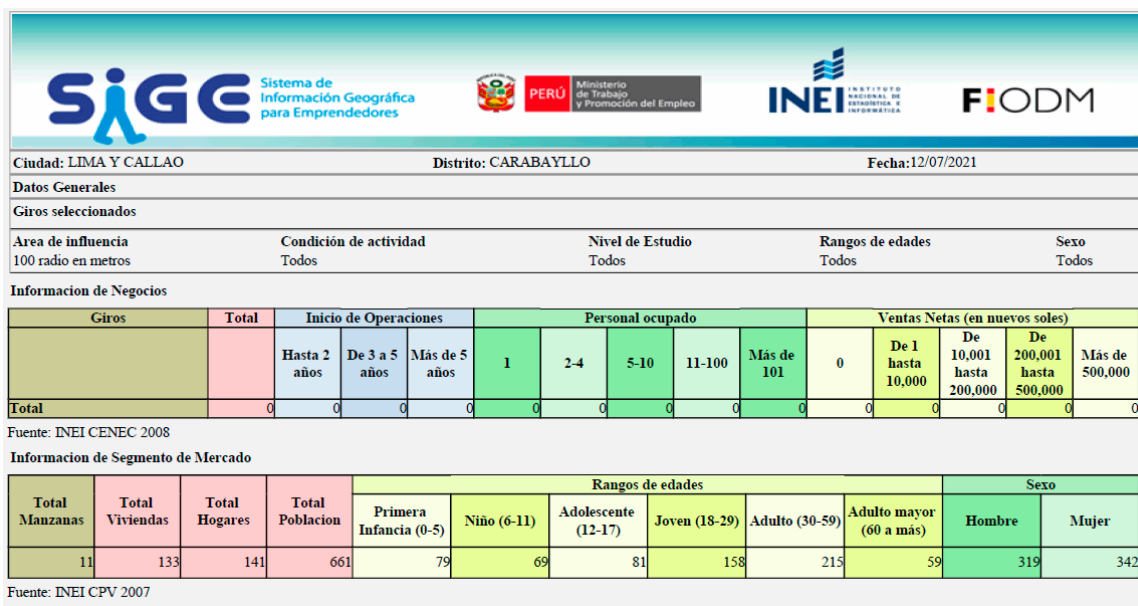 SiGE Sistema de
Información Geográfica
para Emprendedores
PERÚ Ministerio
de Trabajo
y Promoción del Empleo
INEI INSTITUTO
NACIONAL DE
ESTADÍSTICA E
INFORMÁTICA
FiODM
Ciudad: LIMA Y CALLAO Distrito: CARABAYLLO Fecha:12/07/2021
Datos Generales
Giros seleccionados
Area de influencia Condición de actividad Nivel de Estudio Rangos de edades Sexo
100 radio en metros Todos Todos Todos Todos
Informacion de Negocios
Giros Total Inicio de Operaciones Personal ocupado Ventas Netas (en nuevos soles)
Hasta 2 años De 3 a 5 años Más de 5 años 1 2-4 5-10 11-100 Más de 101 0 De 1 hasta 10,000 De 10,001 hasta 200,000 De 200,001 hasta 500,000 Más de 500,000
Total 0 0 0 0 0 0 0 0 0 0 0 0 0 0
Fuente: INEI CENEC 2008
Informacion de Segmento de Mercado
Total Manzanas Total Viviendas Total Hogares Total Poblacion Rangos de edades Sexo
Primera Infancia (0-5) Niño (6-11) Adolescente (12-17) Joven (18-29) Adulto (30-59) Adulto mayor (60 a más) Hombre Mujer
11 133 141 661 79 69 81 158 215 59 319 342
Fuente: INEI CPV 2007